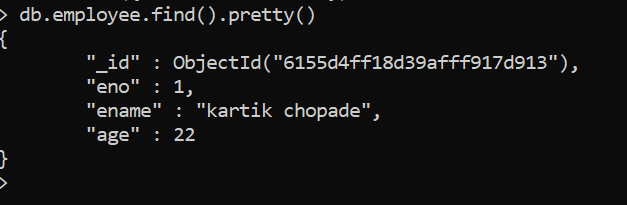 > db.employee.find().pretty()
{
        "_id" : ObjectId("6155d4ff18d39afff917d913"),
        "eno" : 1,
        "ename" : "kartik chopade",
        "age" : 22
}
>